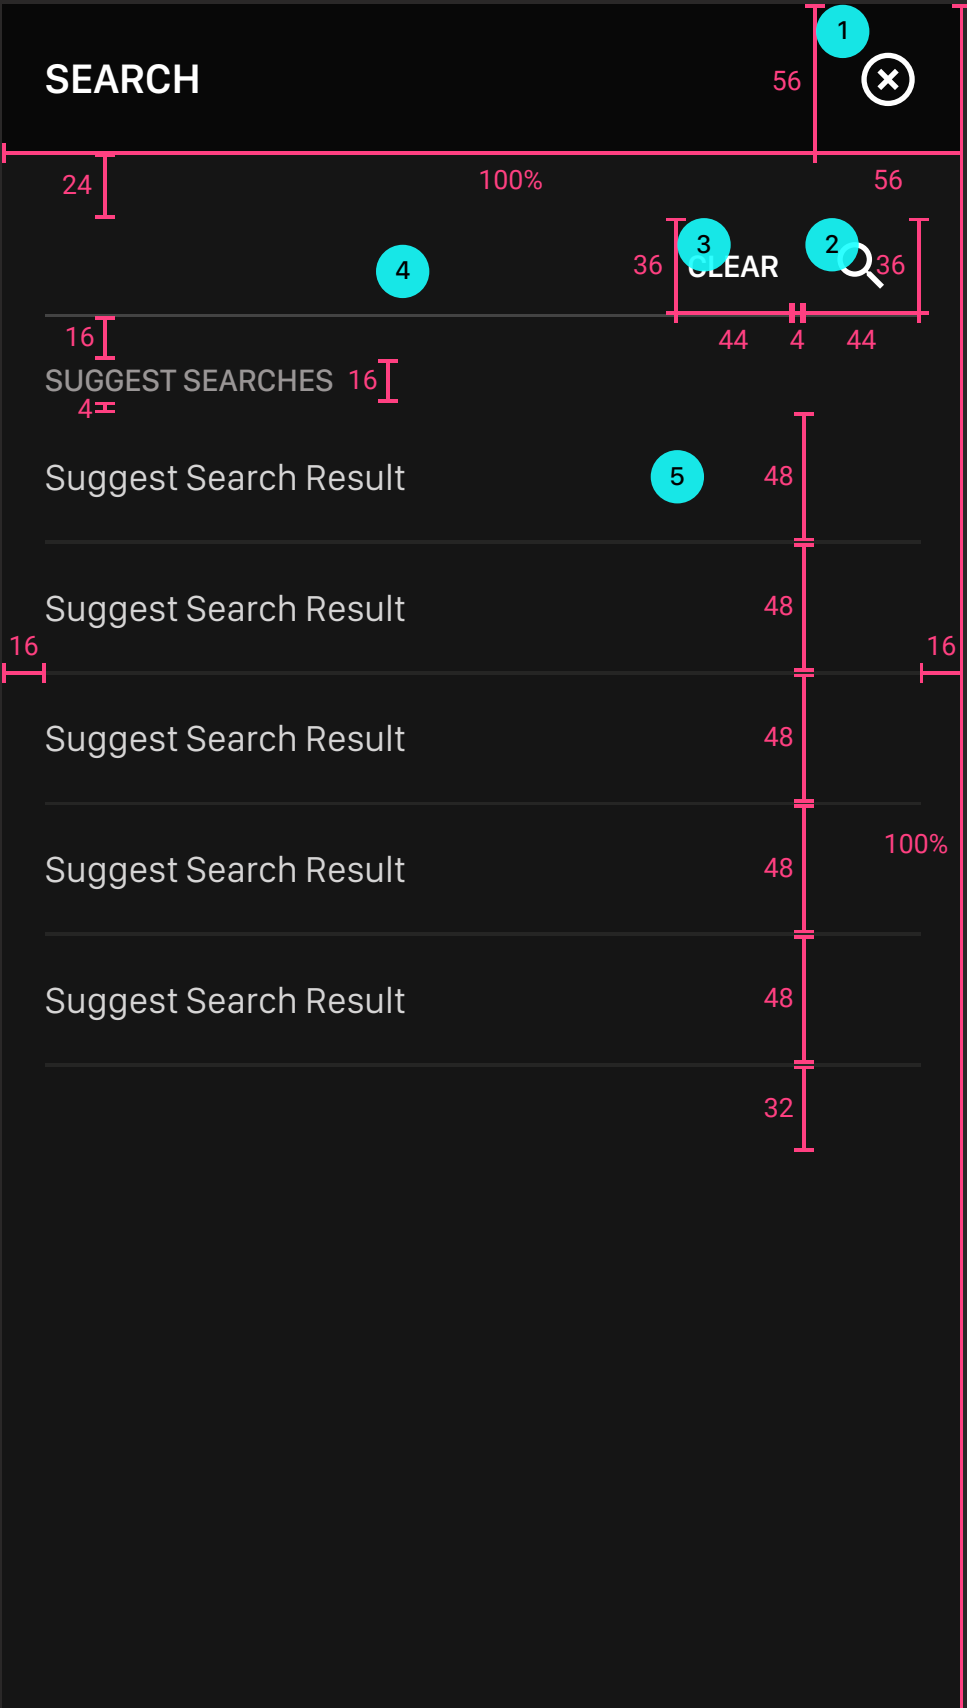 1
SEARCH 56
24 100% 56
4 36 3 CLEAR 2 36
16 44 4 44
SUGGEST SEARCHES 16
4
Suggest Search Result 5 48
Suggest Search Result 48
16 16
Suggest Search Result 48
100%
Suggest Search Result 48
Suggest Search Result 48
32